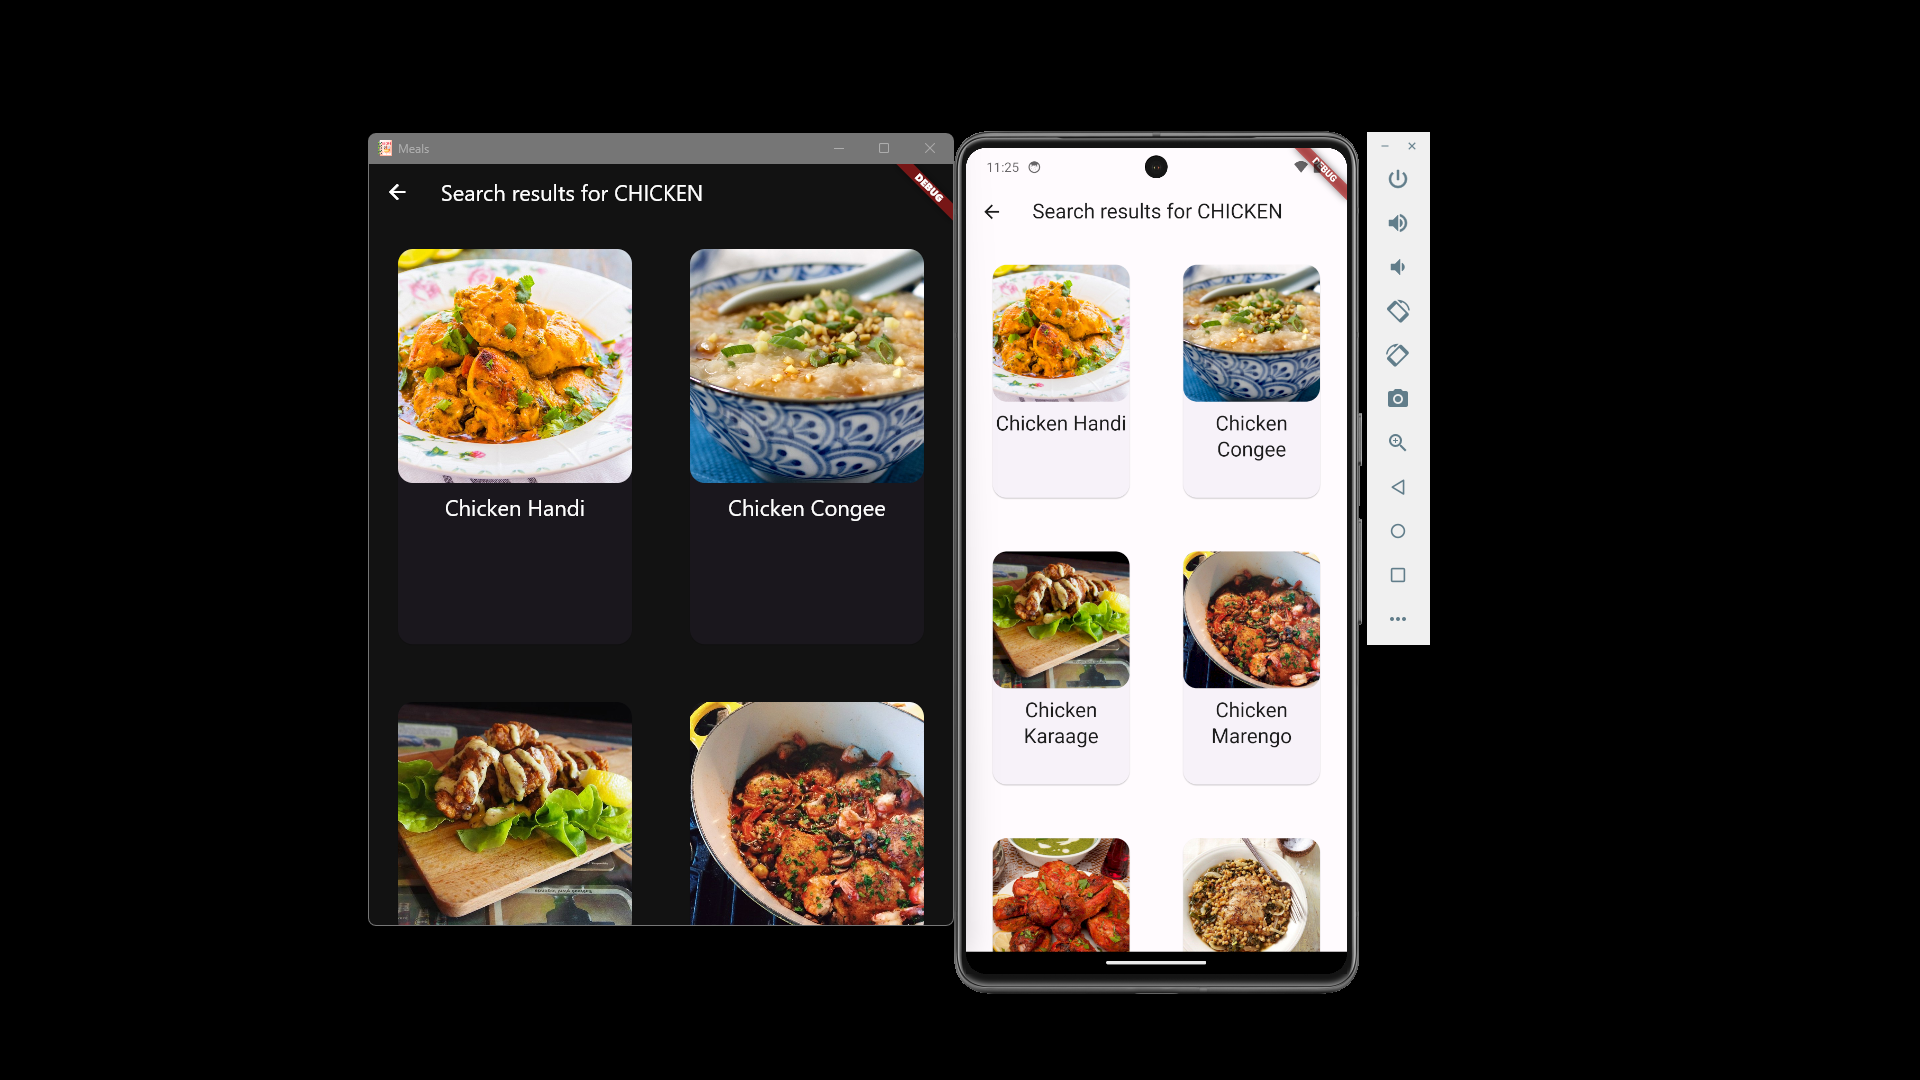 Meals
DEBUG
Search results for CHICKEN
Chicken Handi
Chicken Congee
11:25
DEBUG
Search results for CHICKEN
Chicken Handi
Chicken
Congee
Chicken
Karaage
Chicken
Marengo